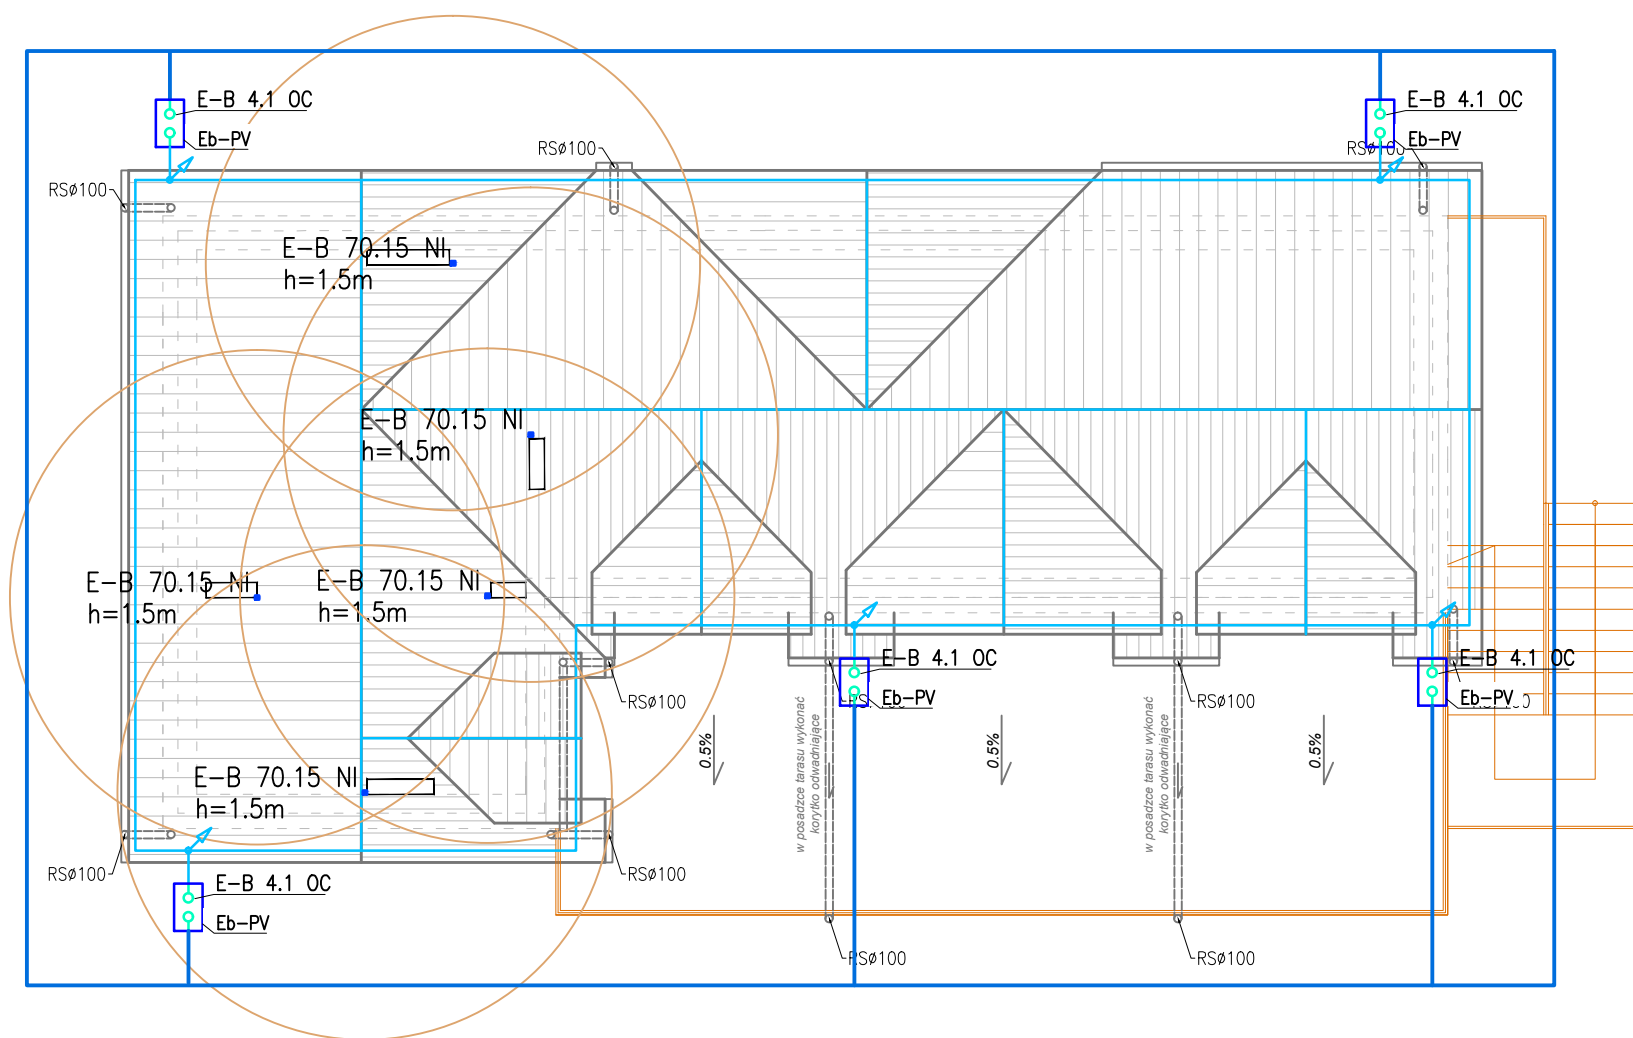 E-B 4.1 OC
Eb-PV
E-B 4.1 OC
Eb-PV
RSø100
RSø100
E-B 70.15 NI
h=1.5m
E-B 70.15 NI
h=1.5m
E-B 70.15 Ni
h=1.5m
E-B 70.15 NI
h=1.5m
E-B 4.1 OC
Eb-PV
E-B 4.1 OC
Eb-PV
RSø100
RSø100
w posadzce tarasu wykonać
korytko odwadniające
w posadzce tarasu wykonać
korytko odwadniające
0.5%
0.5%
0.5%
E-B 70.15 NI
h=1.5m
RSø100
RSø100
E-B 4.1 OC
Eb-PV
RSø100
RSø100